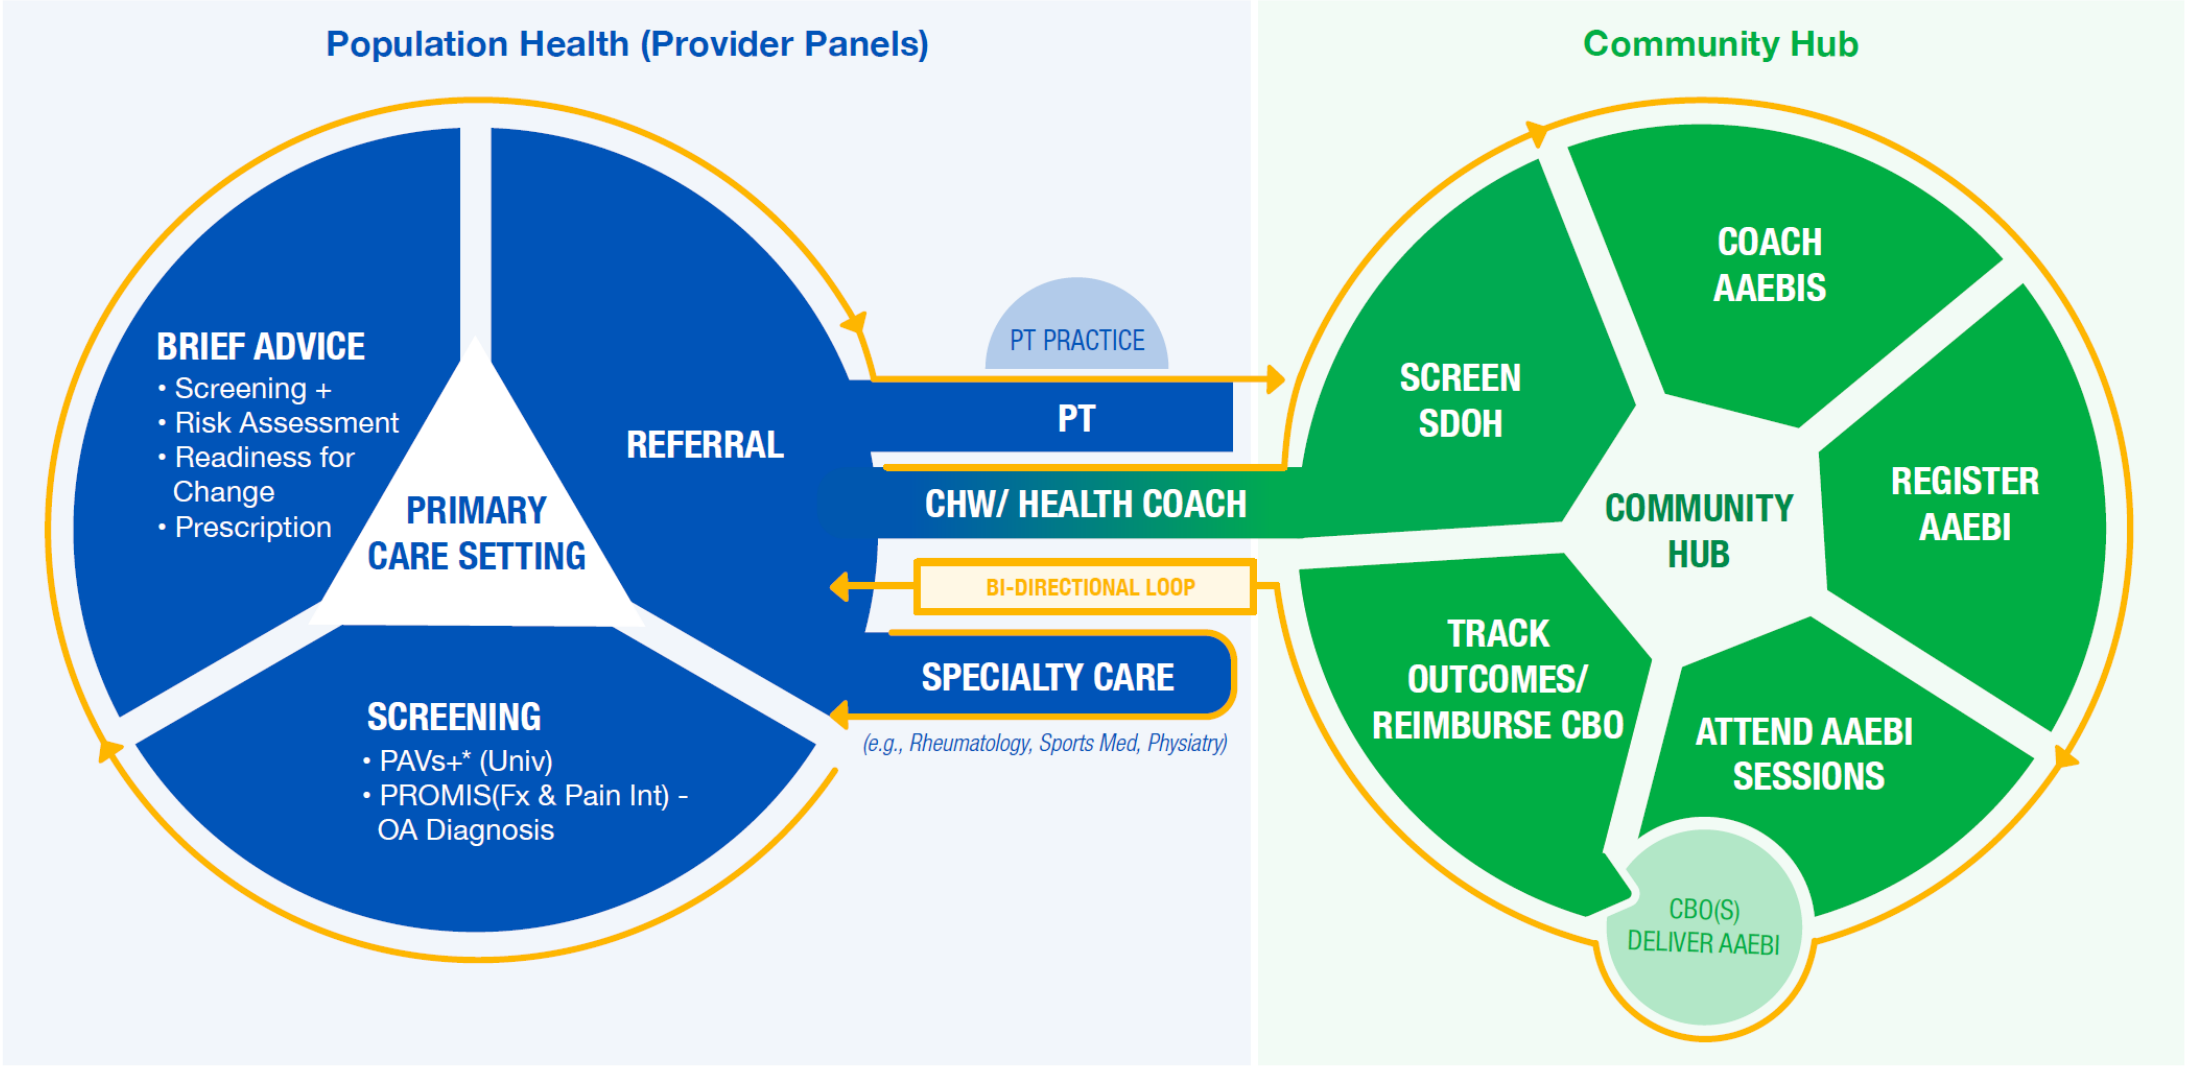 Population Health (Provider Panels)
BRIEF ADVICE
• Screening +
• Risk Assessment
• Readiness for
Change
• Prescription
PRIMARY
CARE SETTING
REFERRAL
SCREENING
• PAVs+* (Univ)
• PROMIS(Fx & Pain Int) -
OA Diagnosis
PT PRACTICE
PT
CHW/ HEALTH COACH
BI-DIRECTIONAL LOOP
SPECIALTY CARE
(e.g., Rheumatology, Sports Med, Physiatry)
Community Hub
SCREEN
SDOH
COACH
AAEBIS
REGISTER
AAEBI
COMMUNITY
HUB
ATTEND AAEBI
SESSIONS
TRACK
OUTCOMES/
REIMBURSE CBO
CBO(S)
DELIVER AAEBI